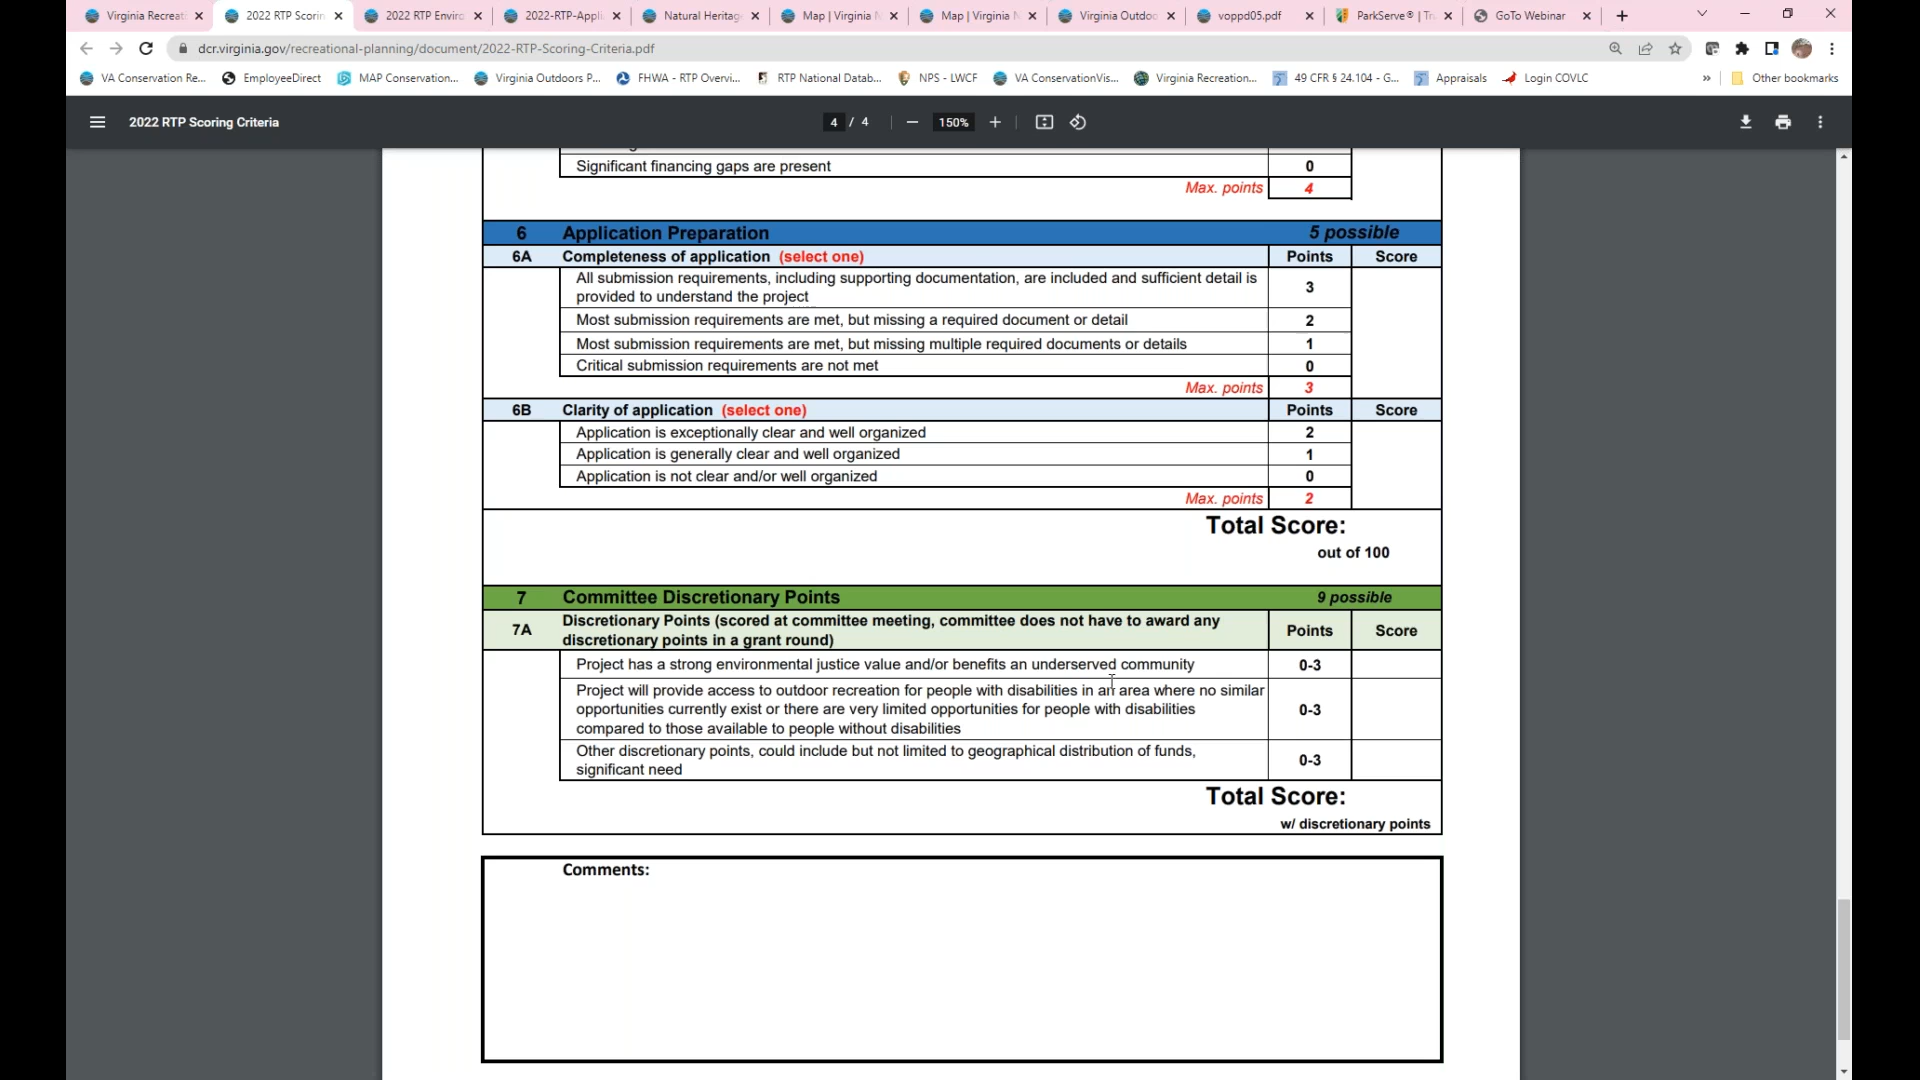 Virginia Recreat
2022 RTP Scorin
2022 RTP Enviro
2022-RTP-Appli
Natural Heritag
Map | Virginia N
Map | Virginia N
Virginia Outdoo
voppd05.pdf
ParkServe® | Tr
GoTo Webinar
dcr.virginia.gov/recreational-planning/document/2022-RTP-Scoring-Criteria.pdf
VA Conservation Re...
EmployeeDirect
MAP Conservation...
Virginia Outdoors P...
FHWA - RTP Overvi...
RTP National Datab...
NPS - LWCF
VA ConservationVis...
Virginia Recreation...
49 CFR § 24.104 - G...
Appraisals
Login COVLC
»
Other bookmarks
2022 RTP Scoring Criteria
4 / 4
150%
Significant financing gaps are present 0
Max. points 4
6 Application Preparation 5 possible
6A Completeness of application (select one) Points Score
All submission requirements, including supporting documentation, are included and sufficient detail is
provided to understand the project 3
Most submission requirements are met, but missing a required document or detail 2
Most submission requirements are met, but missing multiple required documents or details 1
Critical submission requirements are not met 0
Max. points 3
6B Clarity of application (select one) Points Score
Application is exceptionally clear and well organized 2
Application is generally clear and well organized 1
Application is not clear and/or well organized 0
Max. points 2
Total Score:
out of 100
7 Committee Discretionary Points 9 possible
7A Discretionary Points (scored at committee meeting, committee does not have to award any
discretionary points in a grant round) Points Score
Project has a strong environmental justice value and/or benefits an underserved community 0-3
Project will provide access to outdoor recreation for people with disabilities in an area where no similar
opportunities currently exist or there are very limited opportunities for people with disabilities 0-3
compared to those available to people without disabilities
Other discretionary points, could include but not limited to geographical distribution of funds,
significant need 0-3
Total Score:
w/ discretionary points
Comments: